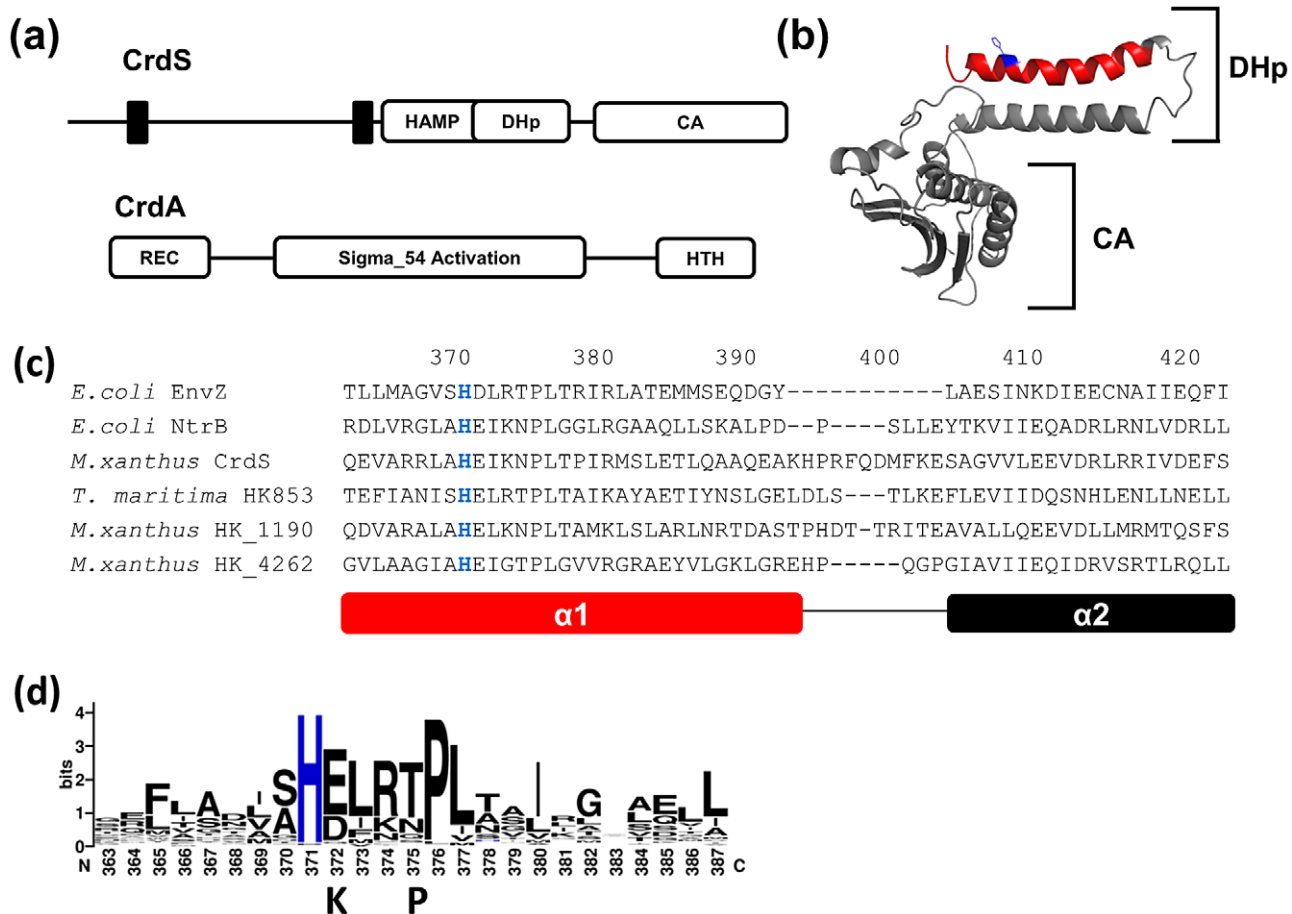 (a)
CrdS
HAMP DHp CA
CrdA
REC Sigma_54 Activation HTH
(b)
DHp
CA
(c)
370 380 390 400 410 420
E.coli EnvZ TLLMAGVSHDLRTPLTRIRLATEMMSEQDGY-----------LAESINKDIEECNAIIEQFI
E.coli NtrB RDLVRGLAHEIKNPLGGLRGAAQLLSKALPD--P----SLLEYTKVIIEQADRLRNLVDRLL
M.xanthus CrdS QEVARRLAHEIKNPLTPIRMSLETLQAAQEAKHPRFQDMFKESAGVVLEEVDRLRRIVDEFS
T. maritima HK853 TEFIANISHELRTPLTAIKAYAETIYNSLGELDLS---TLKEFLEVIIDQSNHLENLLNELL
M.xanthus HK_1190 QDVARALAHELKNPLTAMKLSLARLNRTDASTPHDT-TRITEAVALLQEEVDLLMRMTQSFS
M.xanthus HK_4262 GVLAAGIAHEIGTPLGVVRGRAEYVLGKLGREHP-----QGPGIAVIIEQIDRVSRTLRQLL
α1 α2
(d)
bits
4
3
2
1
0
N 363 364 365 366 367 368 369 370 371 372 373 374 375 376 377 378 379 380 381 382 383 384 385 386 387 C
K P